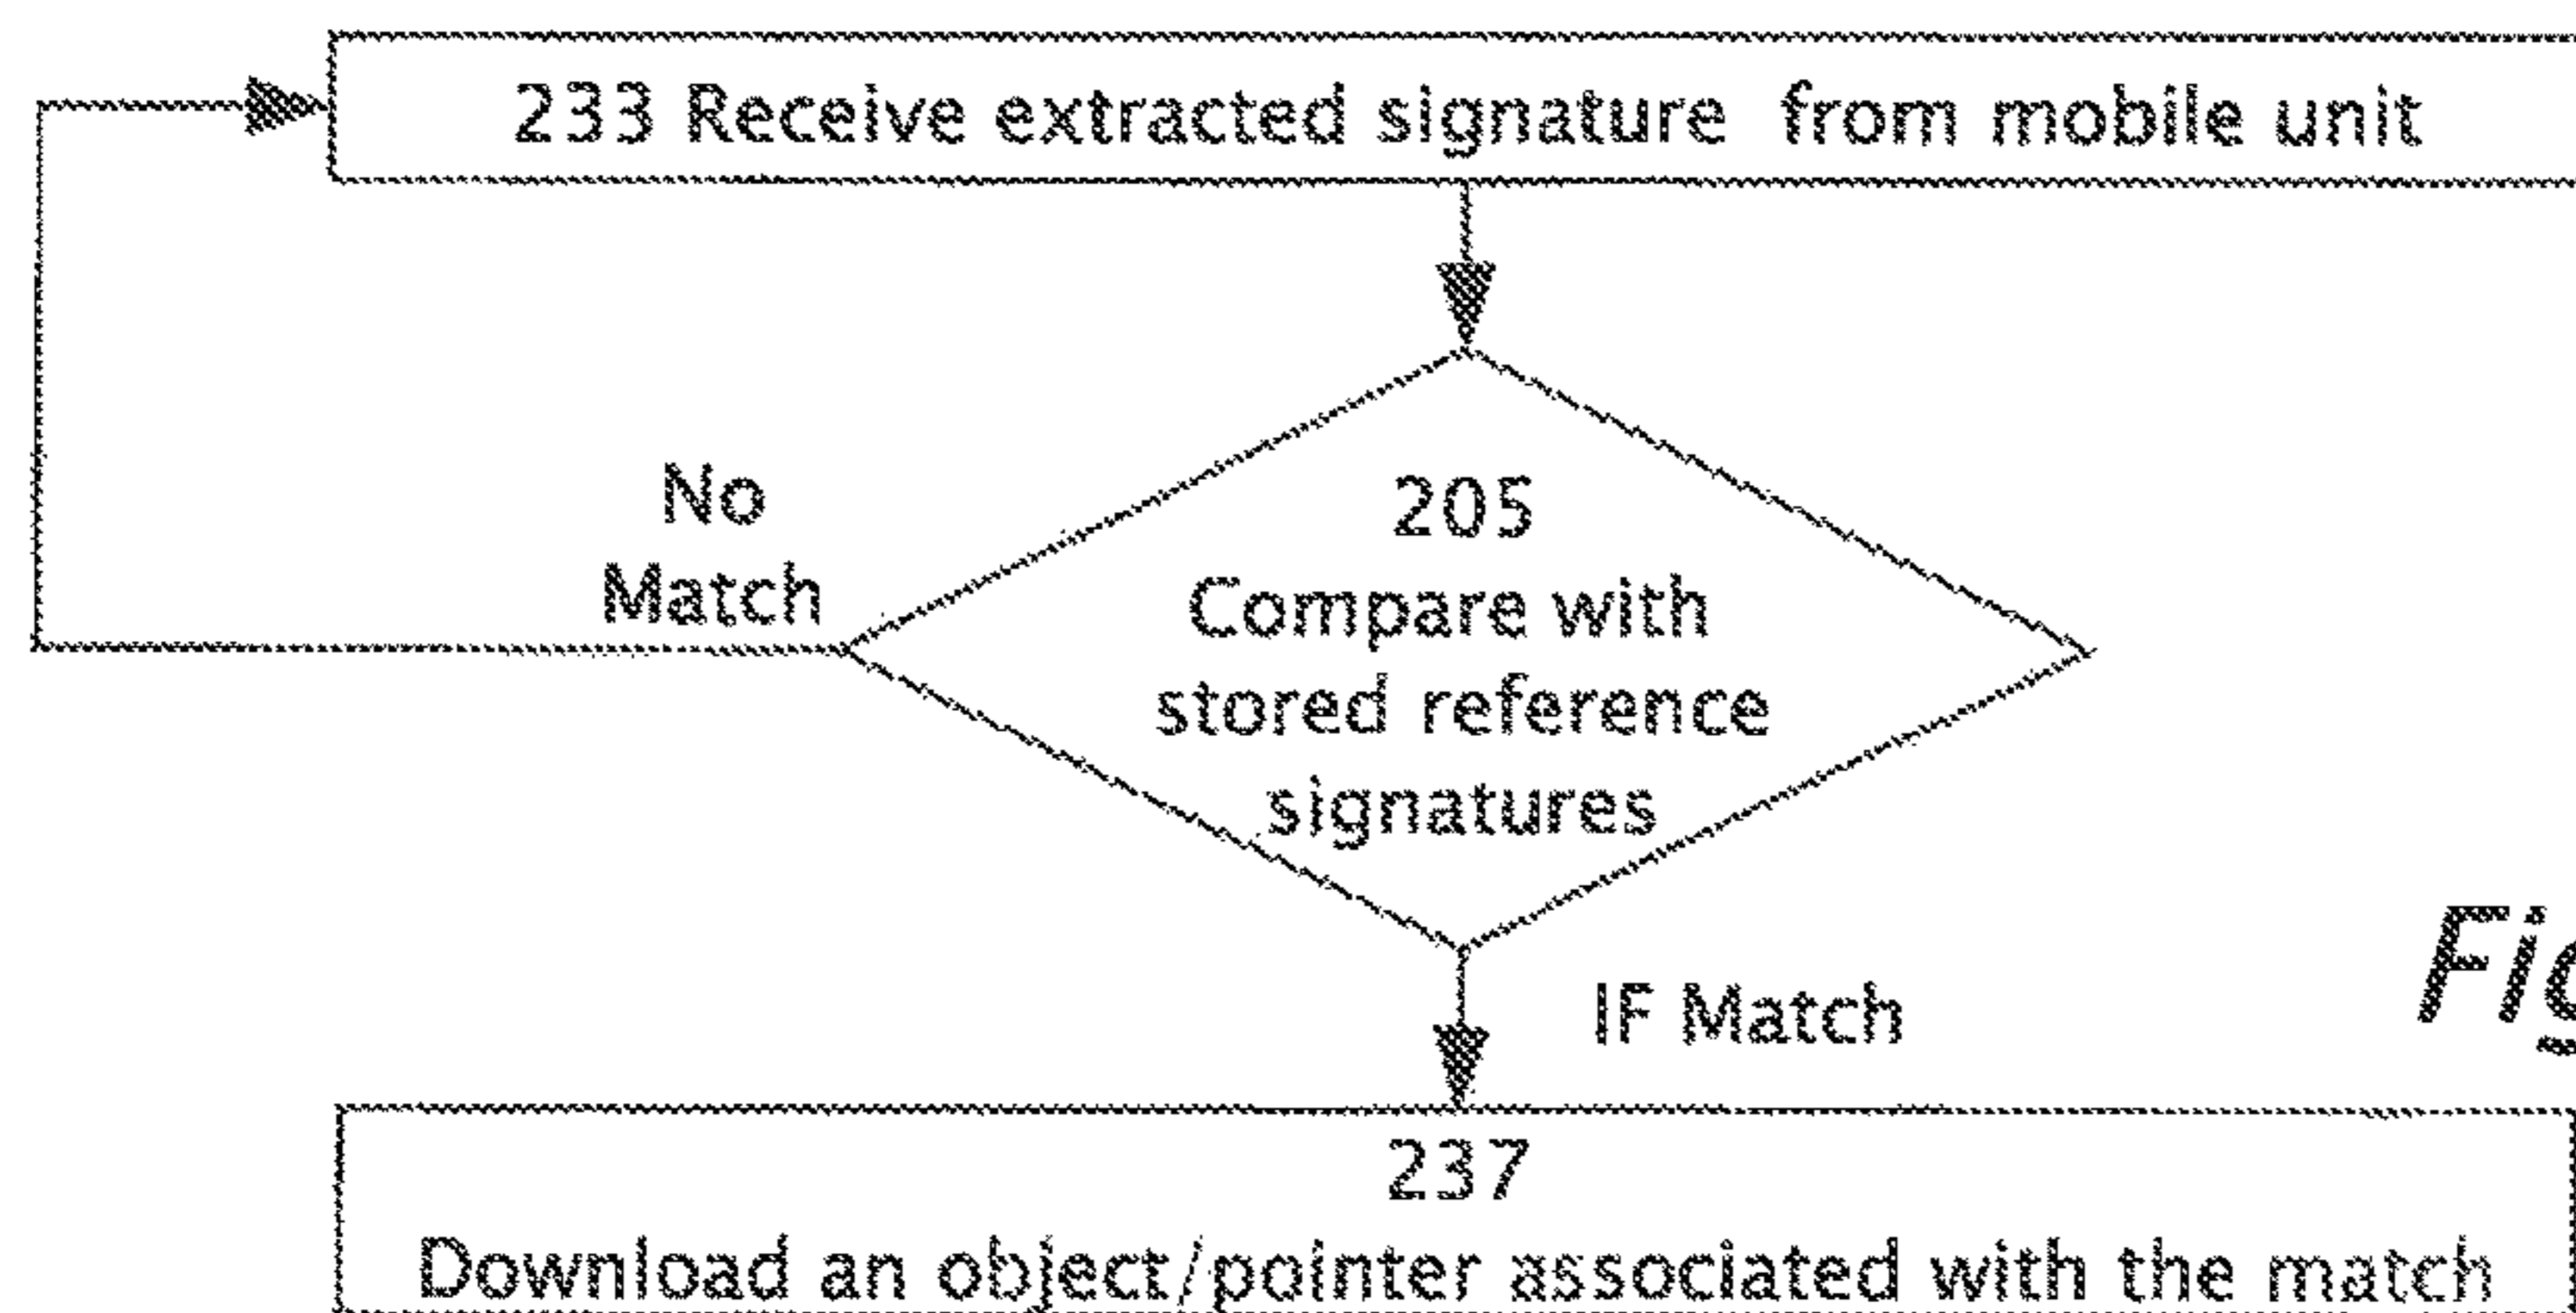 233 Receive extracted signature from mobile unit
No
Match
205
Compare with
stored reference
signatures
IF Match
237
Download an object/pointer associated with the match